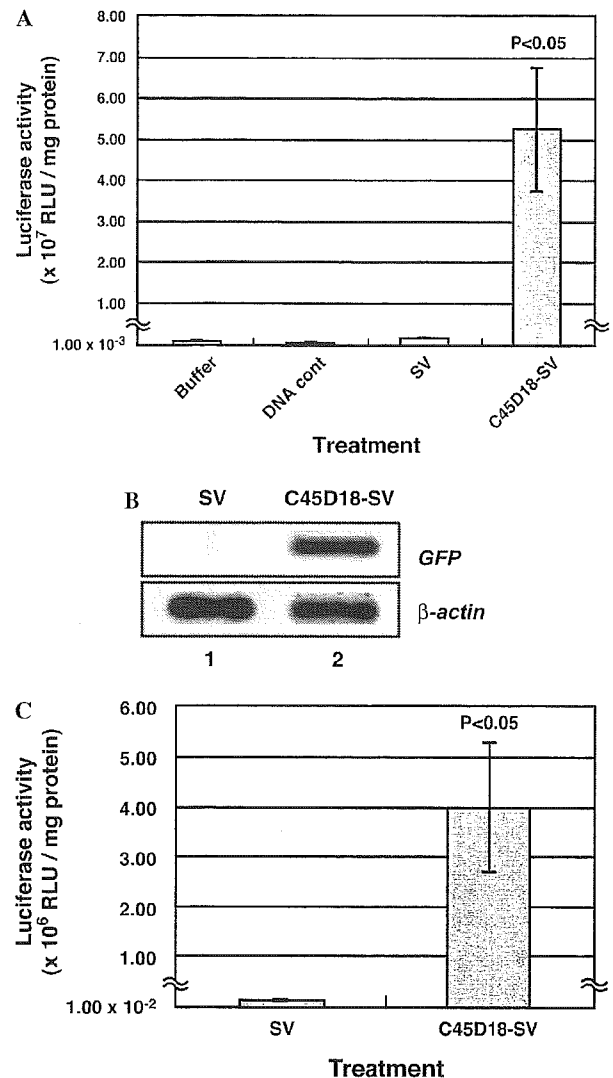 A
Luciferase activity
(x 10⁷ RLU / mg protein)
8.00
7.00
6.00
5.00
4.00
3.00
2.00
1.00
1.00 x 10⁻³
P<0.05
Buffer
DNA cont
SV
C45D18-SV
Treatment
B
SV
C45D18-SV
GFP
β-actin
1
2
C
Luciferase activity
(x 10⁶ RLU / mg protein)
6.00
5.00
4.00
3.00
2.00
1.00
1.00 x 10⁻²
P<0.05
SV
C45D18-SV
Treatment